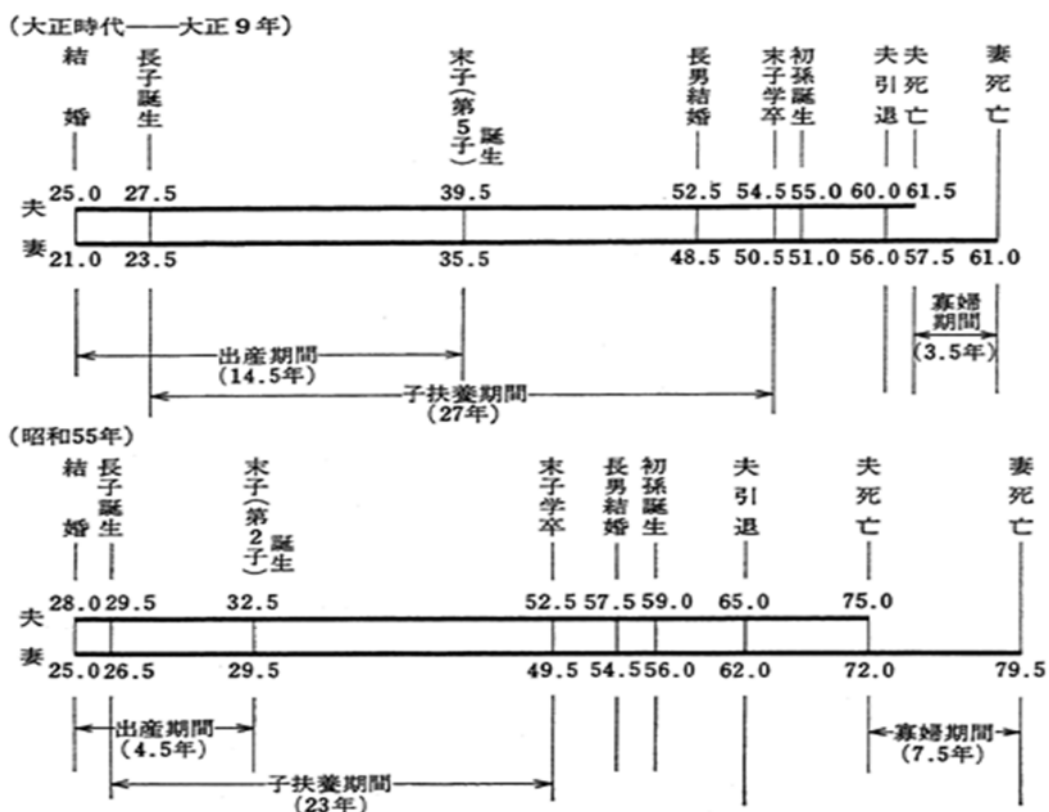 (大正時代——大正9年)
結婚
長子誕生
末子(第5子)誕生
長男結婚
末子学卒
初孫誕生
夫引退
夫死亡
妻死亡
25.0 27.5 39.5 52.5 54.5 55.0 60.0 61.5
夫
妻
21.0 23.5 35.5 48.5 50.5 51.0 56.0 57.5 61.0
寡婦期間
(3.5年)
出産期間
(14.5年)
子扶養期間
(27年)
(昭和55年)
結婚
長子誕生
末子(第2子)誕生
末子学卒
長男結婚
初孫誕生
夫引退
夫死亡
妻死亡
28.0 29.5 32.5 52.5 57.5 59.0 65.0 75.0
夫
妻
25.0 26.5 29.5 49.5 54.5 56.0 62.0 72.0 79.5
出産期間
(4.5年)
寡婦期間
(7.5年)
子扶養期間
(23年)